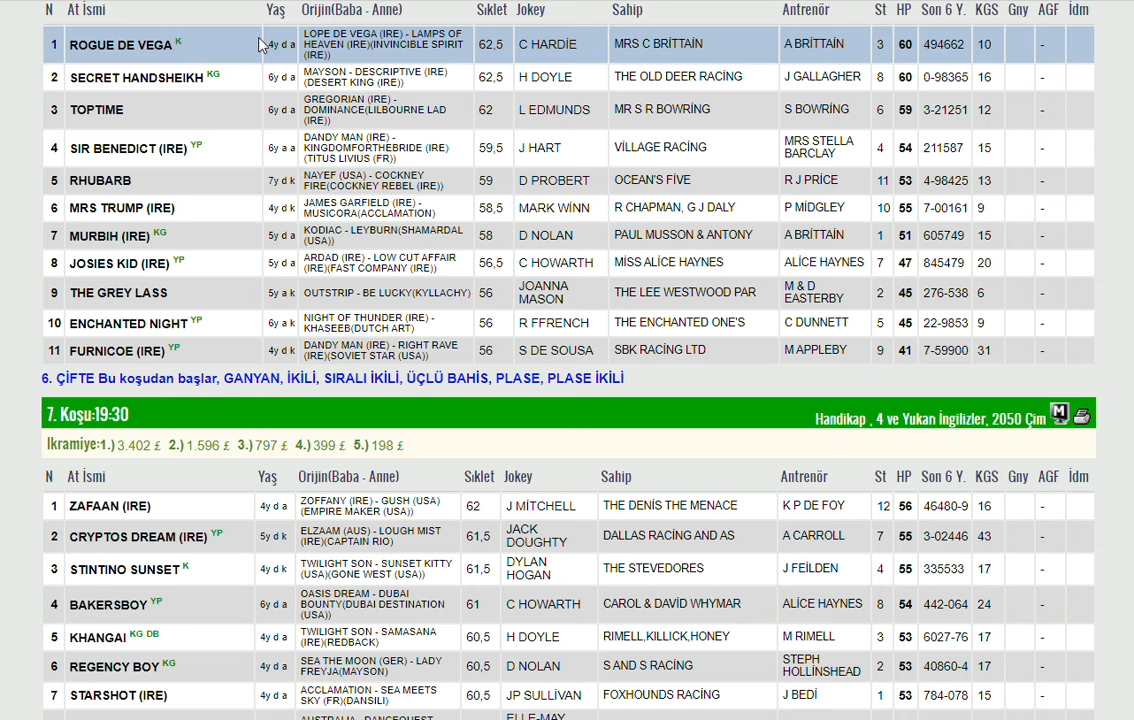 N At İsmi Yaş Orijin(Baba - Anne) Sıklet Jokey Sahip Antrenör St HP Son 6 Y. KGS Gny AGF İdm
1 ROGUE DE VEGA K 4y d a LOPE DE VEGA (IRE) - LAMPS OF HEAVEN (IRE)(INVINCIBLE SPIRIT (IRE)) 62,5 C HARDİE MRS C BRİTTAİN A BRİTTAİN 3 60 494662 10 -
2 SECRET HANDSHEIKH KG 6y d a MAYSON - DESCRIPTIVE (IRE) (DESERT KING (IRE)) 62,5 H DOYLE THE OLD DEER RACİNG J GALLAGHER 8 60 0-98365 16 -
3 TOPTIME 6y d a GREGORIAN (IRE) - DOMINANCE(LILBOURNE LAD (IRE)) 62 L EDMUNDS MR S R BOWRİNG S BOWRİNG 6 59 3-21251 12 -
4 SIR BENEDICT (IRE) YP 6y a a DANDY MAN (IRE) - KINGDOMFORTHEBRIDE (IRE) (TITUS LIVIUS (FR)) 59,5 J HART VİLLAGE RACİNG MRS STELLA BARCLAY 4 54 211587 15 -
5 RHUBARB 7y d k NAYEF (USA) - COCKNEY FIRE(COCKNEY REBEL (IRE)) 59 D PROBERT OCEAN'S FİVE R J PRİCE 11 53 4-98425 13 -
6 MRS TRUMP (IRE) 4y d k JAMES GARFIELD (IRE) - MUSICORA(ACCLAMATION) 58,5 MARK WİNN R CHAPMAN, G J DALY P MİDGLEY 10 55 7-00161 9 -
7 MURBIH (IRE) KG 5y d a KODIAC - LEYBURN(SHAMARDAL (USA)) 58 D NOLAN PAUL MUSSON & ANTONY A BRİTTAİN 1 51 605749 15 -
8 JOSIES KID (IRE) YP 5y d a ARDAD (IRE) - LOW CUT AFFAIR (IRE)(FAST COMPANY (IRE)) 56,5 C HOWARTH MİSS ALİCE HAYNES ALİCE HAYNES 7 47 845479 20 -
9 THE GREY LASS 5y a k OUTSTRIP - BE LUCKY(KYLLACHY) 56 JOANNA MASON THE LEE WESTWOOD PAR M & D EASTERBY 2 45 276-538 6 -
10 ENCHANTED NIGHT YP 6y a k NIGHT OF THUNDER (IRE) - KHASEEB(DUTCH ART) 56 R FFRENCH THE ENCHANTED ONE'S C DUNNETT 5 45 22-9853 9 -
11 FURNICOE (IRE) YP 4y d k DANDY MAN (IRE) - RIGHT RAVE (IRE)(SOVIET STAR (USA)) 56 S DE SOUSA SBK RACİNG LTD M APPLEBY 9 41 7-59900 31 -
6. ÇİFTE Bu koşudan başlar, GANYAN, İKİLİ, SIRALI İKİLİ, ÜÇLÜ BAHİS, PLASE, PLASE İKİLİ
7. Koşu:19:30 Handikap , 4 ve Yukarı İngilizler, 2050 Çim M
İkramiye:1.) 3.402 £ 2.) 1.596 £ 3.) 797 £ 4.) 399 £ 5.) 198 £
N At İsmi Yaş Orijin(Baba - Anne) Sıklet Jokey Sahip Antrenör St HP Son 6 Y. KGS Gny AGF İdm
1 ZAFAAN (IRE) 4y d a ZOFFANY (IRE) - GUSH (USA) (EMPIRE MAKER (USA)) 62 J MİTCHELL THE DENİS THE MENACE K P DE FOY 12 56 46480-9 16 -
2 CRYPTOS DREAM (IRE) YP 5y d k ELZAAM (AUS) - LOUGH MIST (IRE)(CAPTAIN RIO) 61,5 JACK DOUGHTY DALLAS RACİNG AND AS A CARROLL 7 55 3-02446 43 -
3 STINTINO SUNSET K 4y d k TWILIGHT SON - SUNSET KITTY (USA)(GONE WEST (USA)) 61,5 DYLAN HOGAN THE STEVEDORES J FEİLDEN 4 55 335533 17 -
4 BAKERSBOY YP 6y d a OASIS DREAM - DUBAI BOUNTY(DUBAI DESTINATION (USA)) 61 C HOWARTH CAROL & DAVİD WHYMAR ALİCE HAYNES 8 54 442-064 24 -
5 KHANGAI KG DB 4y d a TWILIGHT SON - SAMASANA (IRE)(REDBACK) 60,5 H DOYLE RIMELL,KILLICK,HONEY M RIMELL 3 53 6027-76 17 -
6 REGENCY BOY KG 4y d a SEA THE MOON (GER) - LADY FREYJA(MAYSON) 60,5 D NOLAN S AND S RACİNG STEPH HOLLİNSHEAD 2 53 40860-4 17 -
7 STARSHOT (IRE) 4y d a ACCLAMATION - SEA MEETS SKY (FR)(DANSILI) 60,5 JP SULLİVAN FOXHOUNDS RACİNG J BEDİ 1 53 784-078 15 -
AUSTRALIA - DANCEQUEST ELLE-MAY